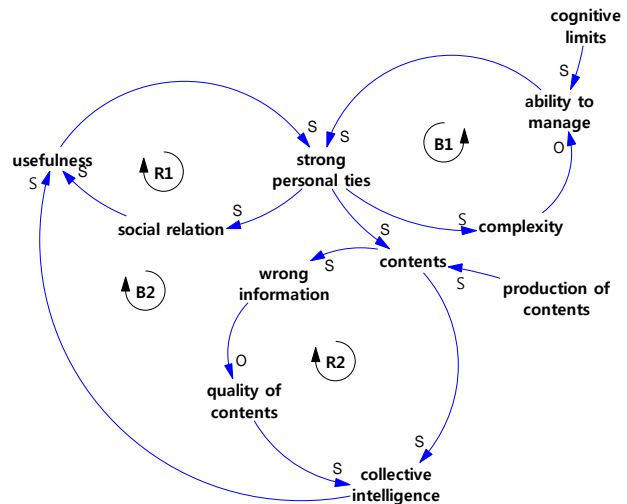 cognitive
limits
S
ability to
manage
S
S
B1
O
usefulness
S
S
R1
strong
personal ties
S
social relation
S
S
complexity
contents
S
S
production of
contents
wrong
information
B2
O
R2
quality of
contents
S
S
collective
intelligence